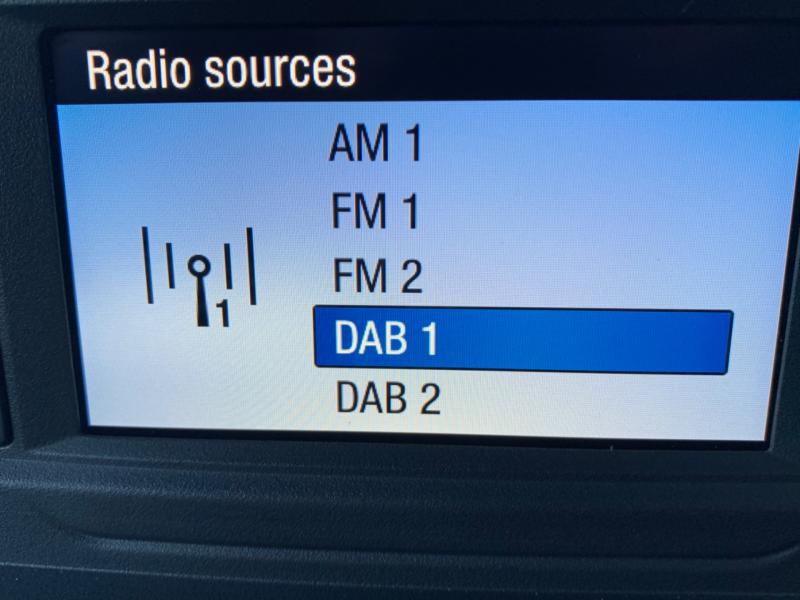 Radio sources
AM 1
FM 1
FM 2
1
DAB 1
DAB 2